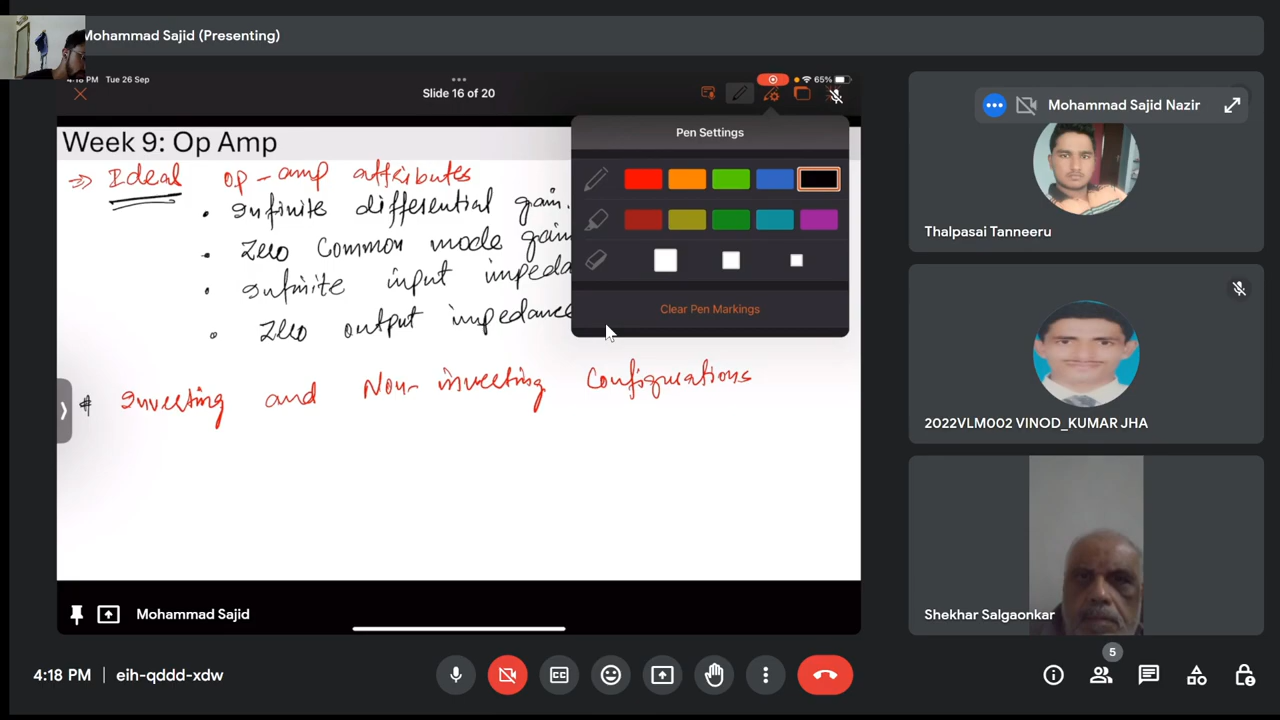 Mohammad Sajid (Presenting)
4:18 PM Tue 26 Sep
65%
Slide 16 of 20
Week 9: Op Amp
⇒ Ideal op-amp attributes
• Infinite differential gain.
• Zero Common mode gain
• Infinite input impeda
• Zero output impedance
# Inverting and Non-inverting Configurations
Pen Settings
Clear Pen Markings
Mohammad Sajid
Mohammad Sajid Nazir
Thalpasai Tanneeru
2022VLM002 VINOD_KUMAR JHA
Shekhar Salgaonkar
4:18 PM | eih-qddd-xdw
5